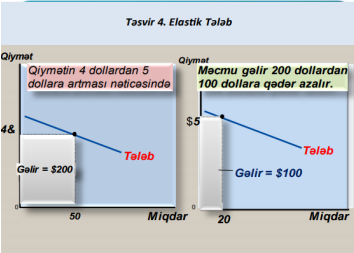 Təsvir 4. Elastik Tələb
Qiymət
Qiymətin 4 dollardan 5
dollara artması nəticəsində
4&
Tələb
Gəlir = $200
0
50
Miqdar
Qiymət
Məcmu gəlir 200 dollardan
100 dollara qədər azalır.
$5
Tələb
Gəlir = $100
0
20
Miqdar